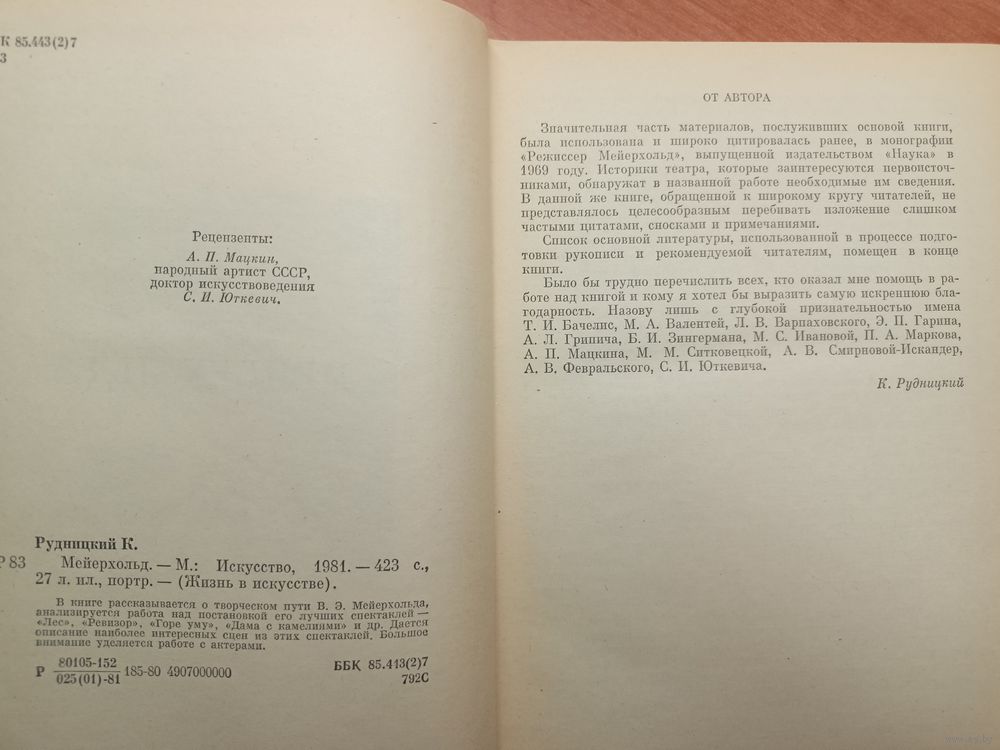 К 85.443(2)7
3
Рецензенты:
А. П. Мацкин,
народный артист СССР,
доктор искусствоведения
С. И. Юткевич.
Рудницкий К.
Р 83 Мейерхольд. — М.: Искусство, 1981. — 423 с.,
27 л. ил., портр. — (Жизнь в искусстве).
В книге рассказывается о творческом пути В. Э. Мейерхольда,
анализируется работа над постановкой его лучших спектаклей —
«Лес», «Ревизор», «Горе уму», «Дама с камелиями» и др. Дается
описание наиболее интересных сцен из этих спектаклей. Большое
внимание уделяется работе с актерами.
Р 80105-152
025(01)-81 185-80 4907000000
ББК 85.443(2)7
792С
ОТ АВТОРА
Значительная часть материалов, послуживших основой книги,
была использована и широко цитировалась ранее, в монографии
«Режиссер Мейерхольд», выпущенной издательством «Наука» в
1969 году. Историки театра, которые заинтересуются первоисточ-
никами, обнаружат в названной работе необходимые им сведения.
В данной же книге, обращенной к широкому кругу читателей, не
представлялось целесообразным перебивать изложение слишком
частыми цитатами, сносками и примечаниями.
Список основной литературы, использованной в процессе подго-
товки рукописи и рекомендуемой читателям, помещен в конце
книги.
Было бы трудно перечислить всех, кто оказал мне помощь в ра-
боте над книгой и кому я хотел бы выразить самую искреннюю бла-
годарность. Назову лишь с глубокой признательностью имена
Т. И. Бачелис, М. А. Валентей, Л. В. Варпаховского, Э. П. Гарина,
А. Л. Грипича, Б. И. Зингермана, М. С. Ивановой, П. А. Маркова,
А. П. Мацкина, М. М. Ситковецкой, А. В. Смирновой-Искандер,
А. В. Февральского, С. И. Юткевича.
К. Рудницкий